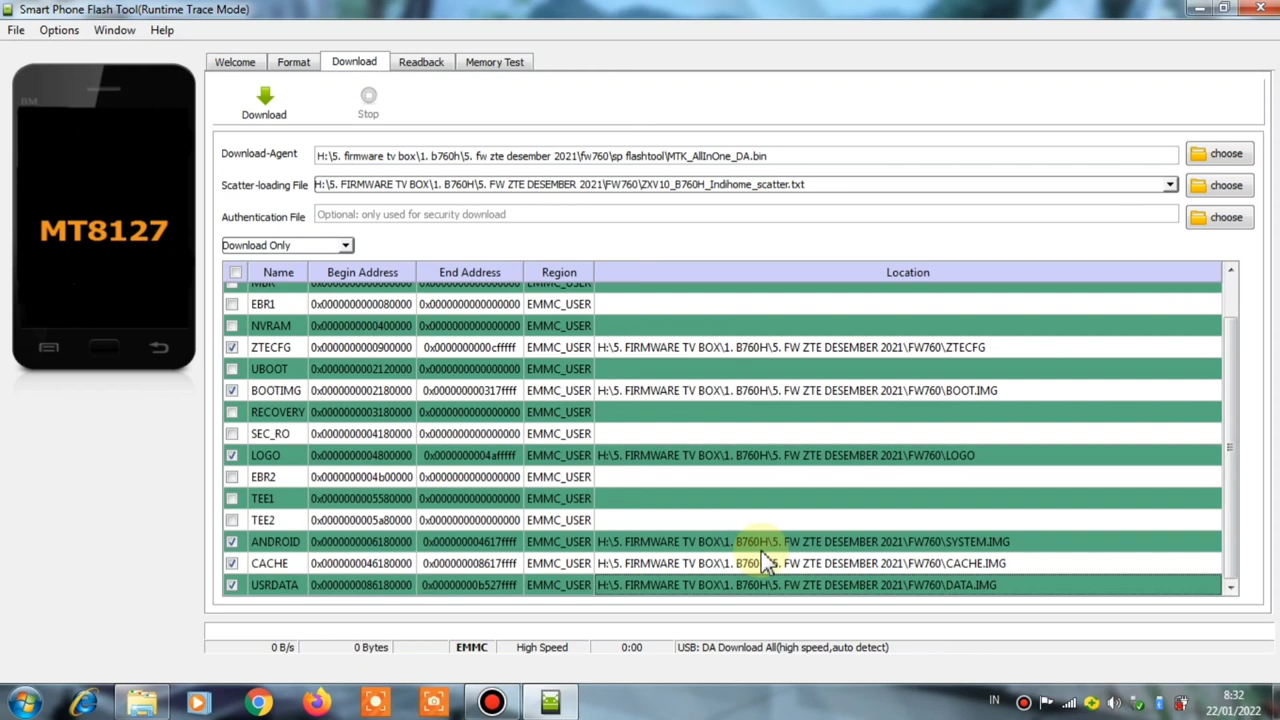 Smart Phone Flash Tool(Runtime Trace Mode)
File Options Window Help
BM
MT8127
Welcome Format Download Readback Memory Test
Download Stop
Download-Agent H:\5. firmware tv box\1. b760h\5. fw zte desember 2021\fw760\sp flashtool\MTK_AllInOne_DA.bin choose
Scatter-loading File H:\5. FIRMWARE TV BOX\1. B760H\5. FW ZTE DESEMBER 2021\FW760\ZXV10_B760H_Indihome_scatter.txt choose
Authentication File Optional: only used for security download choose
Download Only
Name Begin Address End Address Region Location
MBR
EBR1 0x0000000000080000 0x0000000000000000 EMMC_USER
NVRAM 0x0000000000400000 0x0000000000000000 EMMC_USER
ZTECFG 0x0000000000900000 0x0000000000cfffff EMMC_USER H:\5. FIRMWARE TV BOX\1. B760H\5. FW ZTE DESEMBER 2021\FW760\ZTECFG
UBOOT 0x0000000002120000 0x0000000000000000 EMMC_USER
BOOTIMG 0x0000000002180000 0x000000000317ffff EMMC_USER H:\5. FIRMWARE TV BOX\1. B760H\5. FW ZTE DESEMBER 2021\FW760\BOOT.IMG
RECOVERY 0x0000000003180000 0x0000000000000000 EMMC_USER
SEC_RO 0x0000000004180000 0x0000000000000000 EMMC_USER
LOGO 0x0000000004800000 0x0000000004afffff EMMC_USER H:\5. FIRMWARE TV BOX\1. B760H\5. FW ZTE DESEMBER 2021\FW760\LOGO
EBR2 0x0000000004b00000 0x0000000000000000 EMMC_USER
TEE1 0x0000000005580000 0x0000000000000000 EMMC_USER
TEE2 0x0000000005a80000 0x0000000000000000 EMMC_USER
ANDROID 0x0000000006180000 0x000000004617ffff EMMC_USER H:\5. FIRMWARE TV BOX\1. B760H\5. FW ZTE DESEMBER 2021\FW760\SYSTEM.IMG
CACHE 0x0000000046180000 0x000000008617ffff EMMC_USER H:\5. FIRMWARE TV BOX\1. B760 5. FW ZTE DESEMBER 2021\FW760\CACHE.IMG
USRDATA 0x0000000086180000 0x00000000b527ffff EMMC_USER H:\5. FIRMWARE TV BOX\1. B760H\5. FW ZTE DESEMBER 2021\FW760\DATA.IMG
0 B/s 0 Bytes EMMC High Speed 0:00 USB: DA Download All(high speed,auto detect)
IN 8:32
22/01/2022